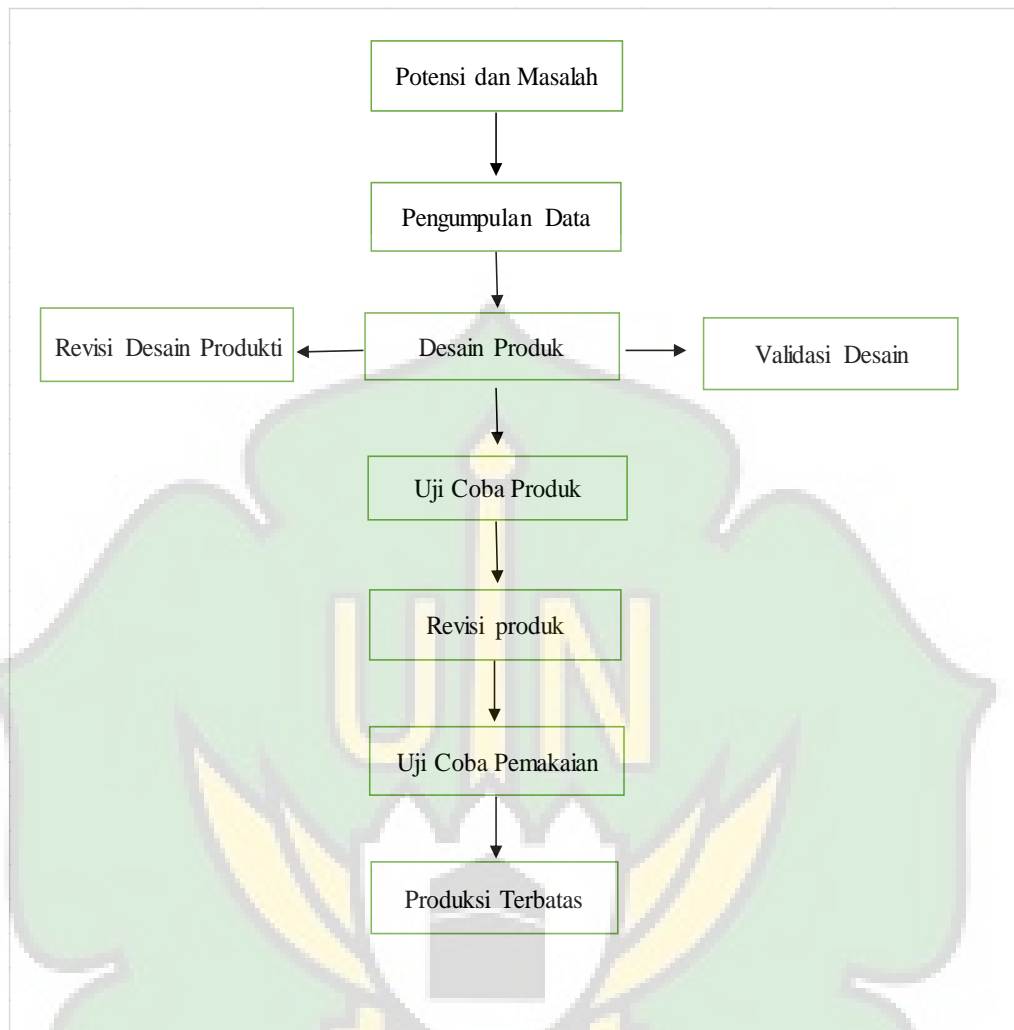 Potensi dan Masalah
Pengumpulan Data
Revisi Desain Produkti
Desain Produk
Validasi Desain
Uji Coba Produk
Revisi produk
UIN
Uji Coba Pemakaian
Produksi Terbatas